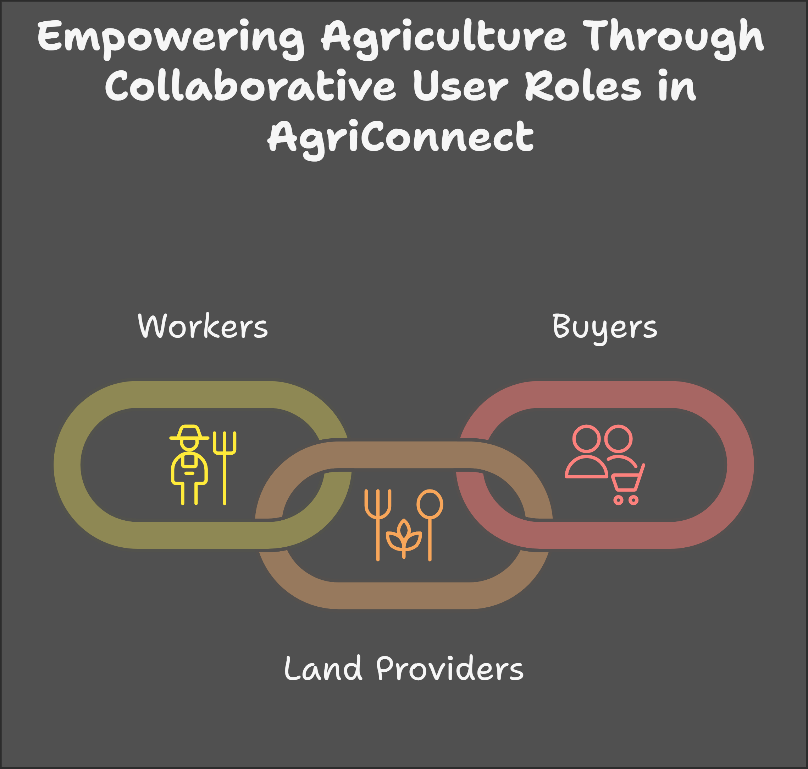 Empowering Agriculture Through
Collaborative User Roles in
AgriConnect
Workers
Buyers
Land Providers